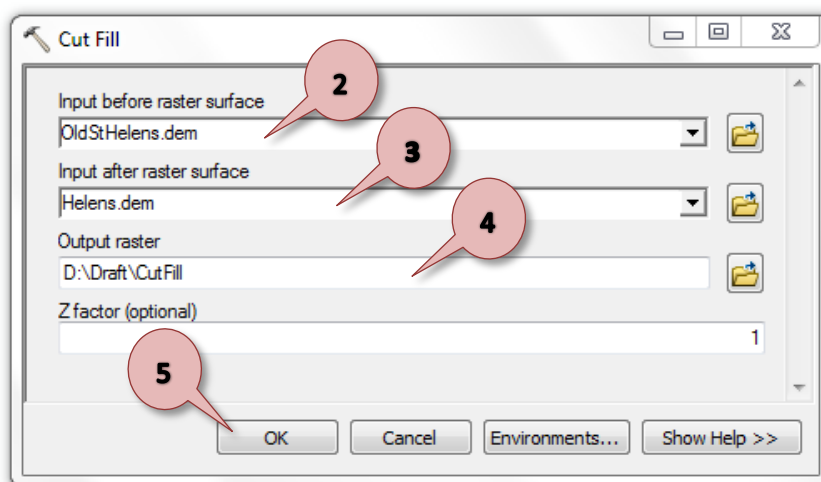 Cut Fill
2
Input before raster surface
OldStHelens.dem
3
Input after raster surface
Helens.dem
4
Output raster
D:\Draft\CutFill
Z factor (optional)
1
5
OK Cancel Environments... Show Help >>